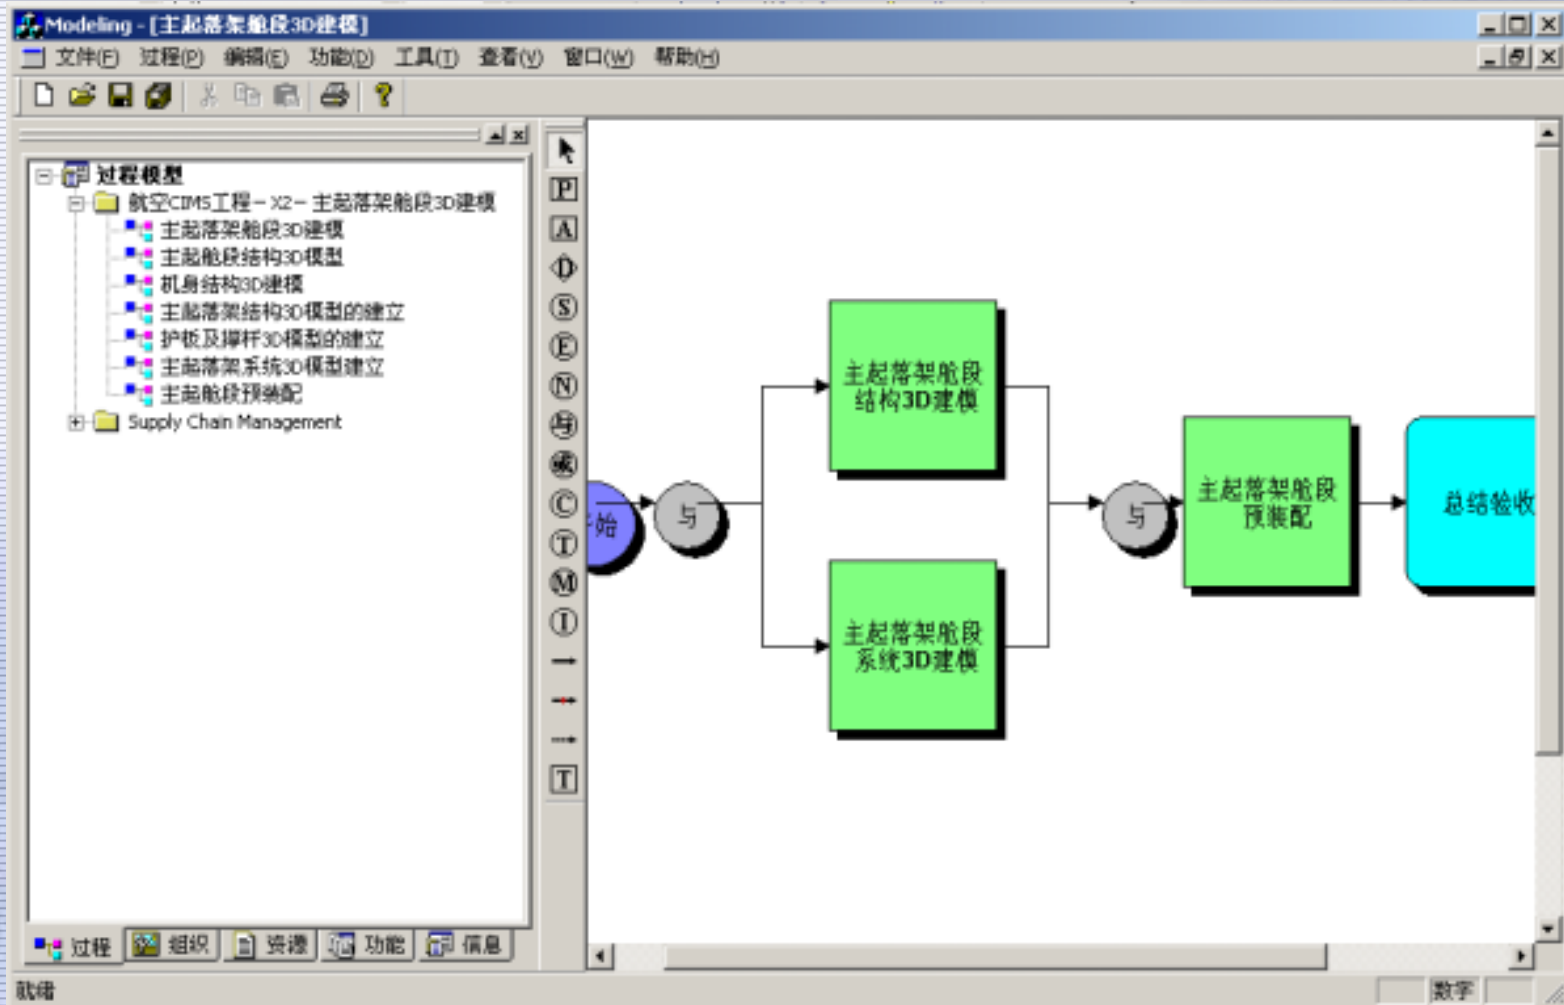 Modeling - [主起落架舱段3D建模]
文件(F) 过程(P) 编辑(E) 功能(D) 工具(T) 查看(V) 窗口(W) 帮助(H)
过程模型
航空CIMS工程－X2－主起落架舱段3D建模
主起落架舱段3D建模
主起舱段结构3D模型
机身结构3D建模
主起落架结构3D模型的建立
护板及撑杆3D模型的建立
主起落架系统3D模型建立
主起舱段预装配
Supply Chain Management
P
A
D
S
E
N
与
或
C
T
M
I
T
始
与
主起落架舱段
结构3D建模
主起落架舱段
系统3D建模
与
主起落架舱段
预装配
总结验收
过程 组织 资源 功能 信息
就绪
数字